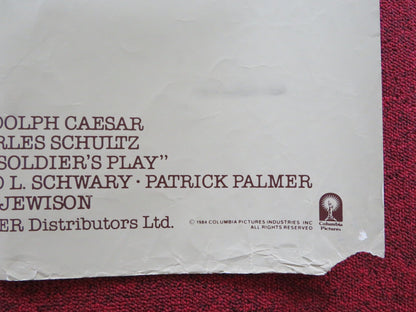 OLPH CAESAR
RLES SCHULTZ
SOLDIER'S PLAY"
L. SCHWARY · PATRICK PALMER
JEWISON
ER Distributors Ltd.
© 1984 COLUMBIA PICTURES INDUSTRIES INC
ALL RIGHTS RESERVED
Columbia
Pictures